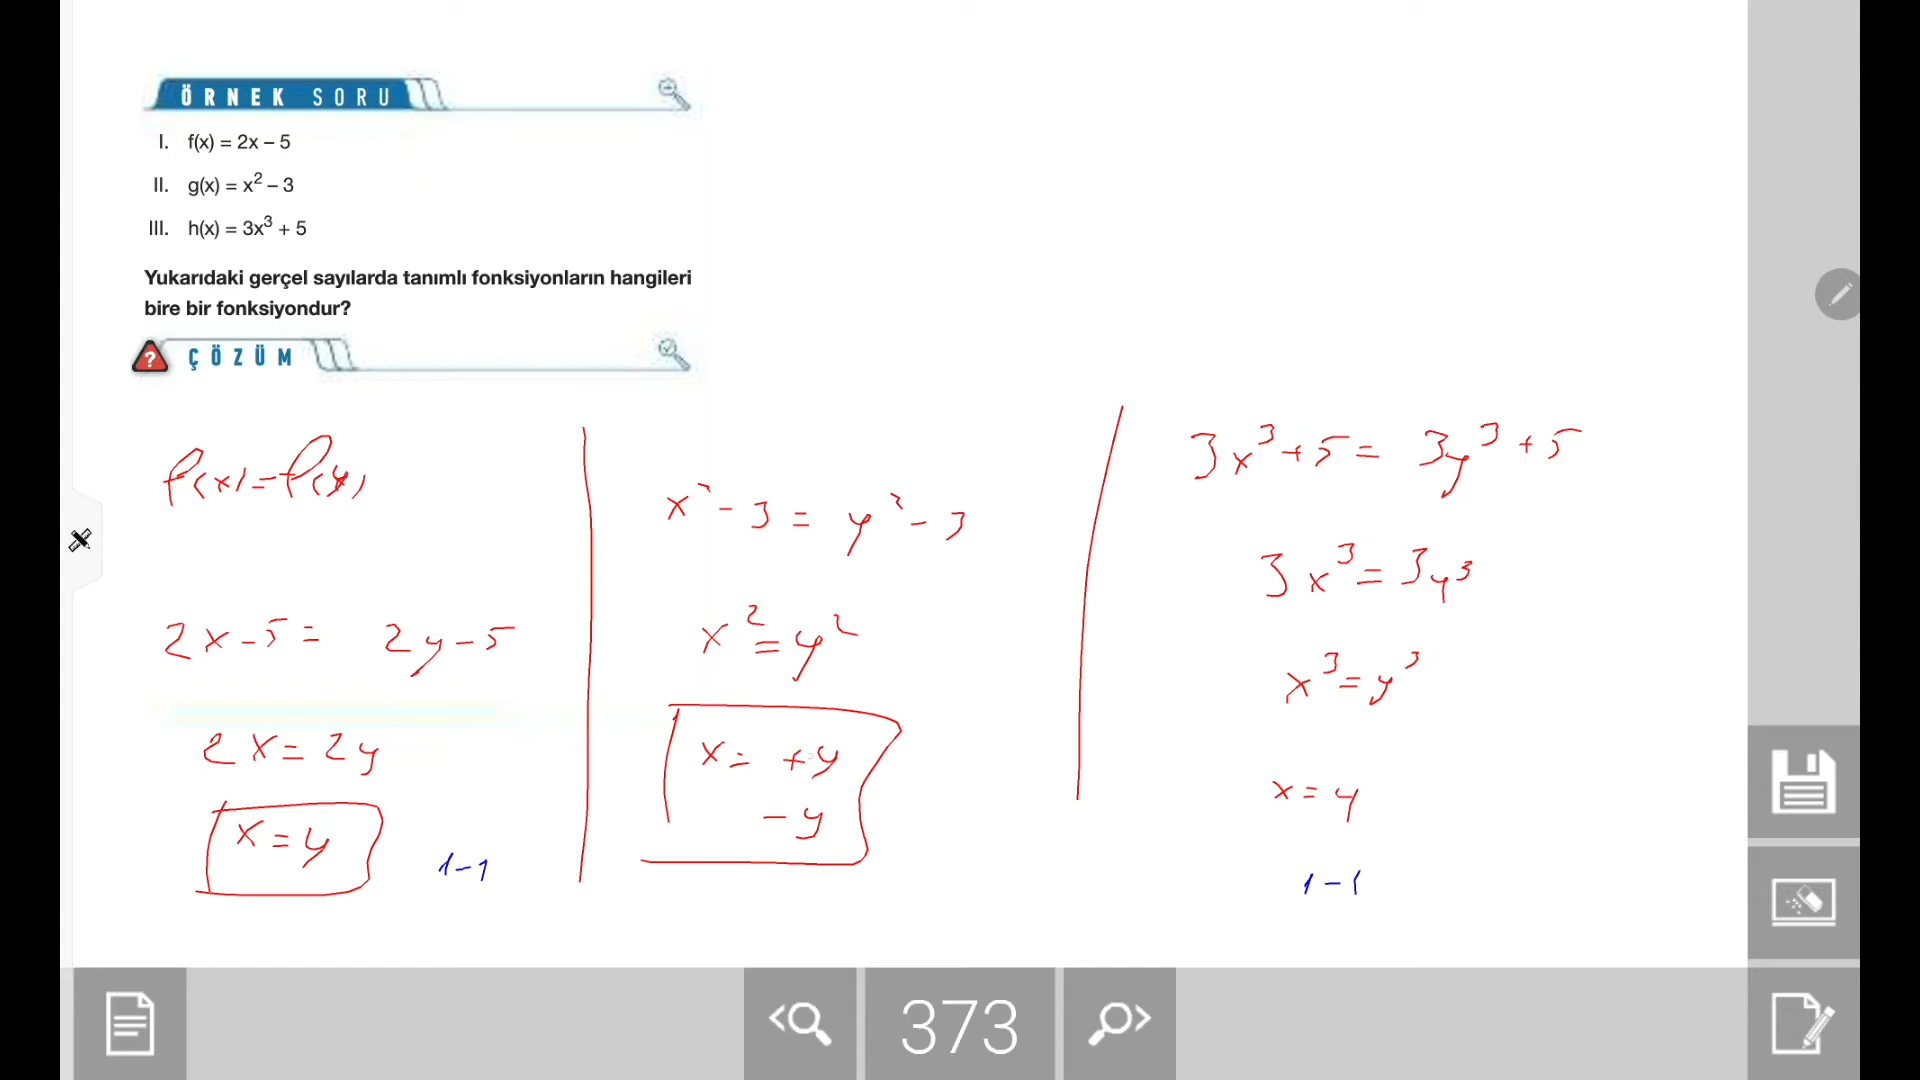 ÖRNEK SORU
I. f(x) = 2x – 5
II. g(x) = x² – 3
III. h(x) = 3x³ + 5
Yukarıdaki gerçel sayılarda tanımlı fonksiyonların hangileri
bire bir fonksiyondur?
ÇÖZÜM
f(x) = f(y)
2x - 5 = 2y - 5
2x = 2y
x = y
1-1
x² - 3 = y² - 3
x² = y²
x = +y
- y
3x³ + 5 = 3y³ + 5
3x³ = 3y³
x³ = y³
x = y
1-1
373